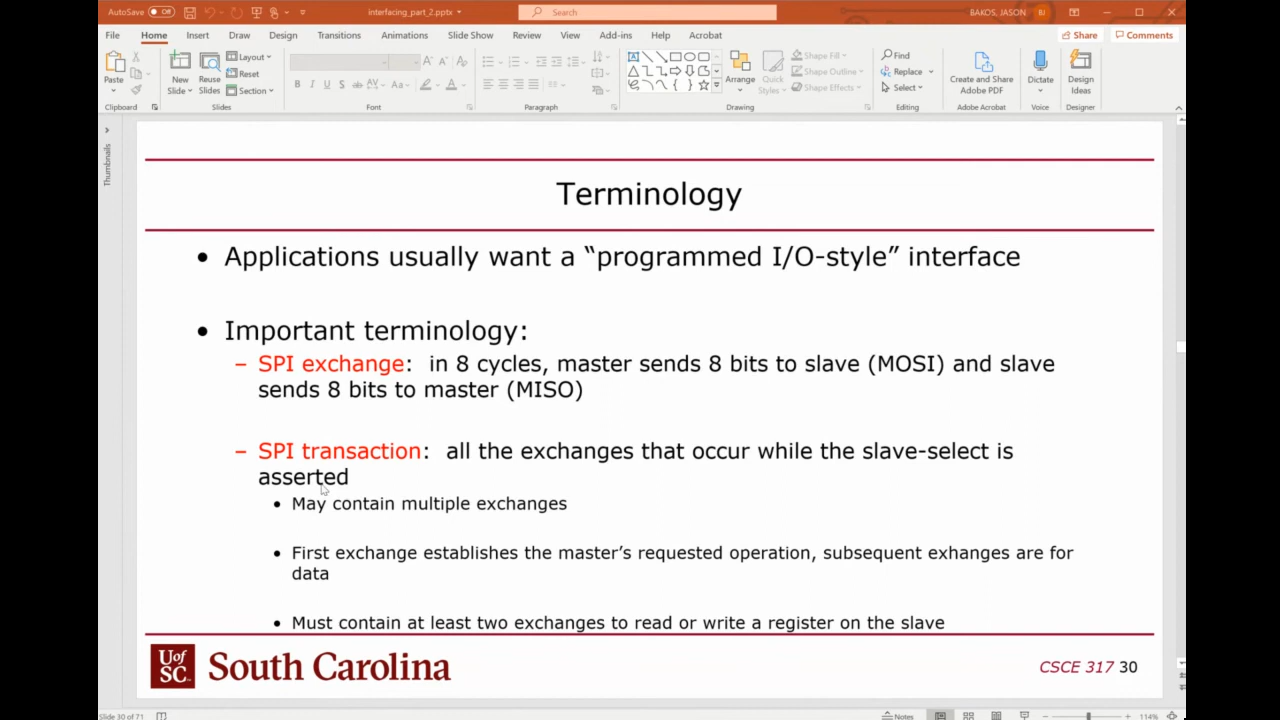 AutoSave Off interfacing_part_2.pptx Search BAKOS, JASON BJ
File Home Insert Draw Design Transitions Animations Slide Show Review View Add-ins Help Acrobat Share Comments
Paste
New Slide
Reuse Slides
Layout
Reset
Section
B I U S ab AV Aa A
Arrange
Quick Styles
Shape Fill
Shape Outline
Shape Effects
Find
Replace
Select
Create and Share Adobe PDF
Dictate
Design Ideas
Clipboard Slides Font Paragraph Drawing Editing Adobe Acrobat Voice Designer
Thumbnails
Terminology
• Applications usually want a “programmed I/O-style” interface
• Important terminology:
– SPI exchange: in 8 cycles, master sends 8 bits to slave (MOSI) and slave
sends 8 bits to master (MISO)
– SPI transaction: all the exchanges that occur while the slave-select is
asserted
• May contain multiple exchanges
• First exchange establishes the master’s requested operation, subsequent exhanges are for
data
• Must contain at least two exchanges to read or write a register on the slave
UofSC South Carolina CSCE 317 30
Slide 30 of 71 Notes 114%